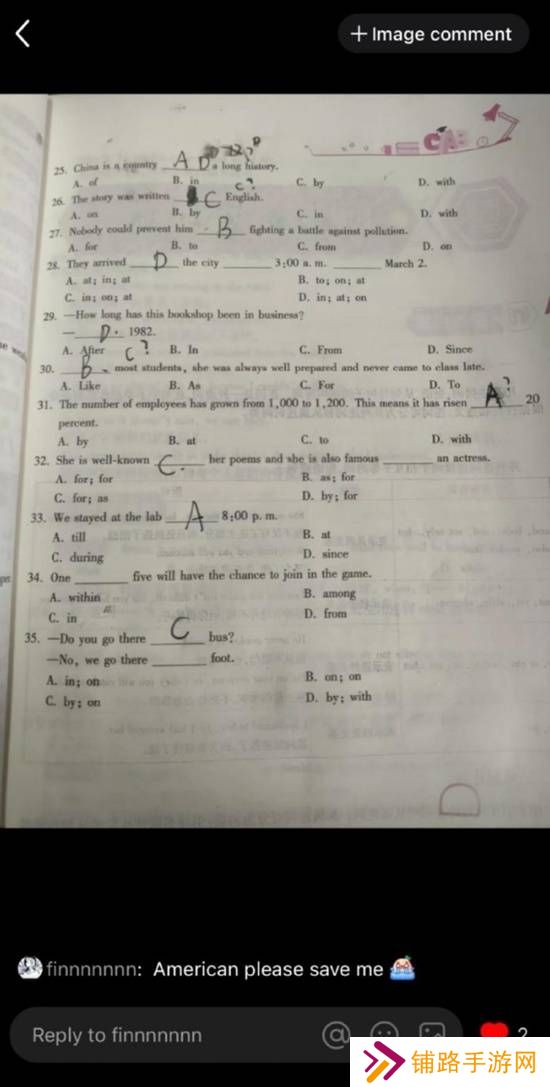 + Image comment
25. China is a country A D a long history.
A. of B. in C. by D. with
26. The story was written C English.
C?
A. on B. by C. in D. with
27. Nobody could prevent him B fighting a battle against pollution.
A. for B. to C. from D. on
28. They arrived D the city ______ 3:00 a. m. ______ March 2.
A. at; in; at B. to; on; at
C. in; on; at D. in; at; on
29. —How long has this bookshop been in business?
— D. 1982.
A. After B. In C. From D. Since
C?
30. B most students, she was always well prepared and never came to class late.
A. Like B. As C. For D. To
31. The number of employees has grown from 1,000 to 1,200. This means it has risen A? 20
percent.
A. by B. at C. to D. with
32. She is well-known C. her poems and she is also famous ______ an actress.
A. for; for B. as; for
C. for; as D. by; for
33. We stayed at the lab A 8:00 p. m.
A. till B. at
C. during D. since
34. One ______ five will have the chance to join in the game.
A. within B. among
C. in D. from
35. —Do you go there C bus?
—No, we go there ______ foot.
A. in; on B. on; on
C. by; on D. by; with
finnnnnnn: American please save me
Reply to finnnnnnn
2
铺路手游网